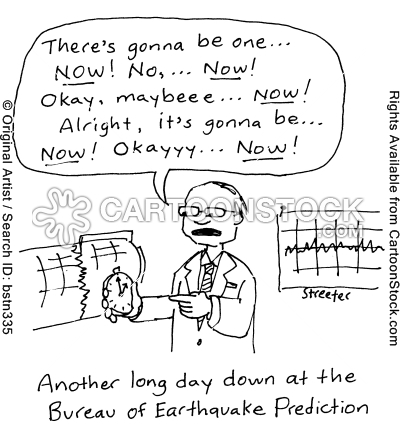 There's gonna be one...
NOW! No,... Now!
Okay, maybeee... Now!
Alright, it's gonna be...
Now! Okayyy... Now!
CARTOONSTOCK
.com
Streeter
Another long day down at the
Bureau of Earthquake Prediction
© Original Artist / Search ID: bstn335
Rights Available from CartoonStock.com